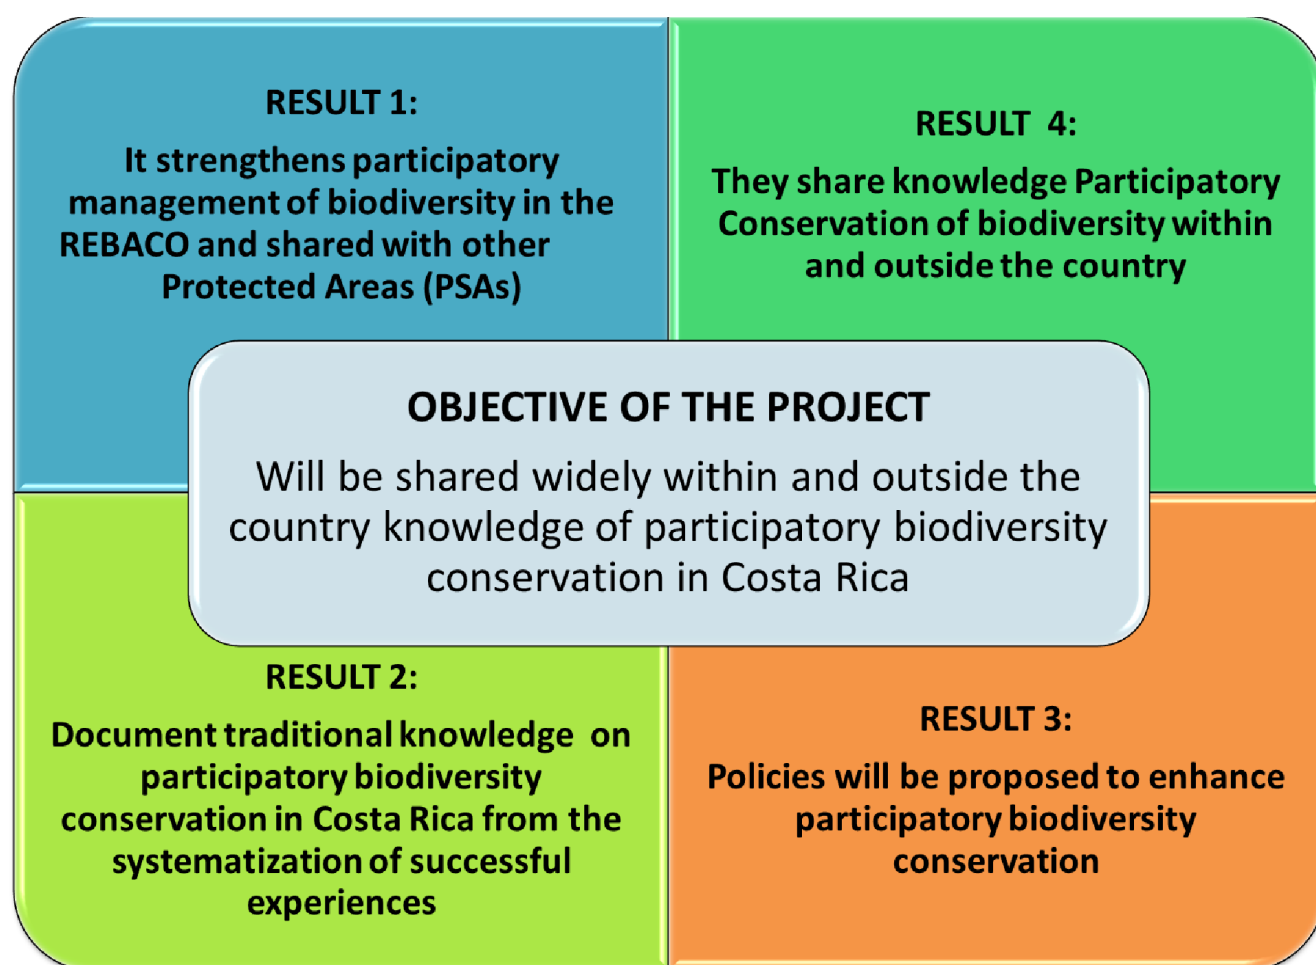 RESULT 1:
It strengthens participatory
management of biodiversity in the
REBACO and shared with other
Protected Areas (PSAs)
RESULT 4:
They share knowledge Participatory
Conservation of biodiversity within
and outside the country
OBJECTIVE OF THE PROJECT
Will be shared widely within and outside the
country knowledge of participatory biodiversity
conservation in Costa Rica
RESULT 2:
Document traditional knowledge on
participatory biodiversity
conservation in Costa Rica from the
systematization of successful
experiences
RESULT 3:
Policies will be proposed to enhance
participatory biodiversity
conservation